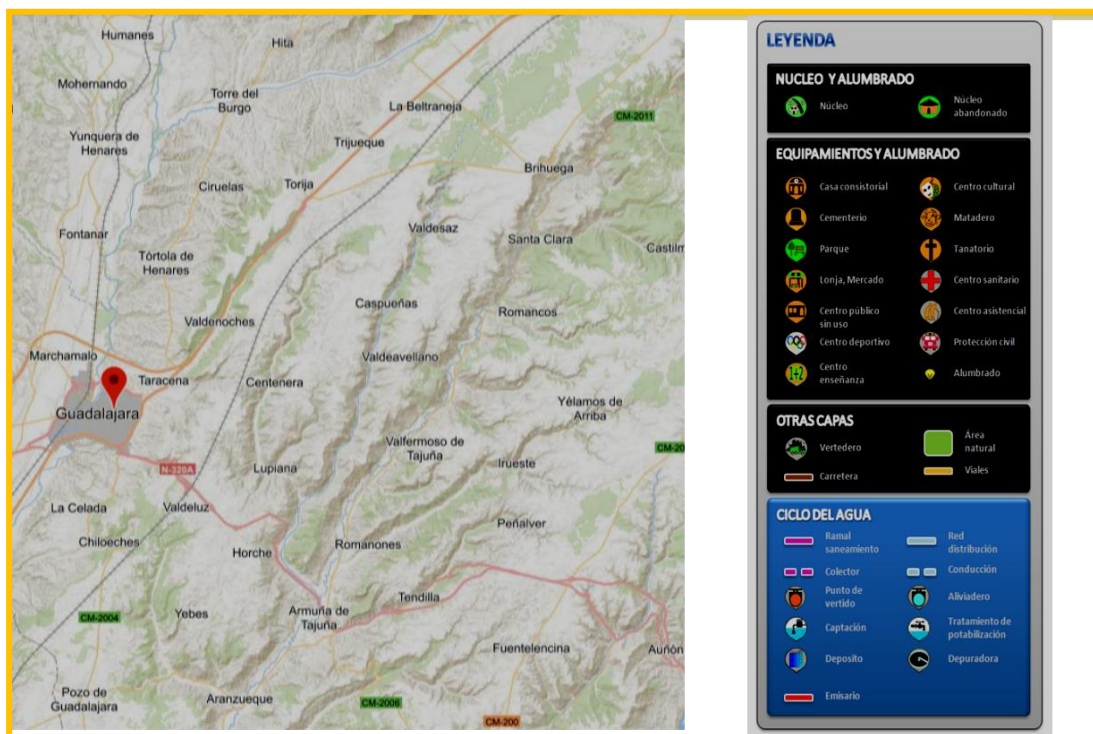 Humanes
Hita
Mohernando
Torre del
Burgo
La Beltraneja
CM-2011
Yunquera de
Henares
Trijueque
Brihuega
Ciruelas
Torija
Fontanar
Valdesaz
Santa Clara
Castilm
Tórtola de
Henares
Caspueñas
Romancos
Valdenoches
Marchamalo
Valdeavellano
Taracena
Centenera
Guadalajara
Yélamos de
Arriba
Valfermoso de
Tajuña
CM-20
N-320A
Lupiana
Irueste
La Celada
Valdeluz
Peñalver
Chiloeches
Horche
Romanones
Tendilla
CM-2004
Yebes
Armuña de
Tajuña
Fuentelencina
Auñón
Pozo de
Guadalajara
Aranzueque
CM-2006
CM-200
LEYENDA
NUCLEO Y ALUMBRADO
Núcleo
Núcleo
abandonado
EQUIPAMIENTOS Y ALUMBRADO
Casa consistorial
Centro cultural
Cementerio
Matadero
Parque
Tanatorio
Lonja, Mercado
Centro sanitario
Centro público
sin uso
Centro asistencial
Centro deportivo
Protección civil
1+2
Centro
enseñanza
Alumbrado
OTRAS CAPAS
Vertedero
Área
natural
Carretera
Viales
CICLO DEL AGUA
Ramal
saneamiento
Red
distribución
Colector
Conducción
Punto de
vertido
Aliviadero
Captación
Tratamiento de
potabilización
Deposito
Depuradora
Emisario